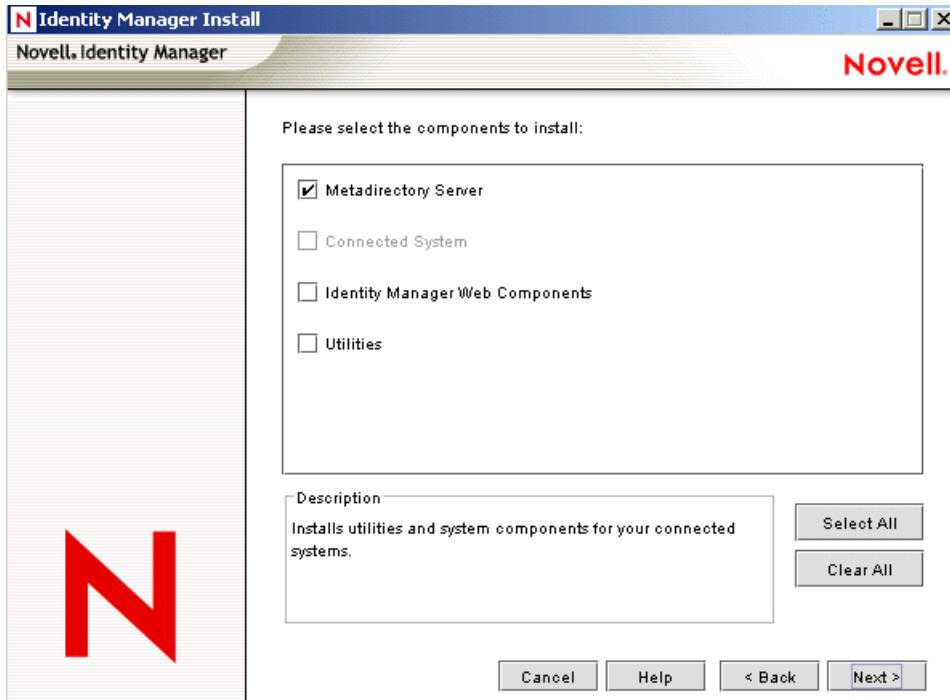 Identity Manager Install
Novell. Identity Manager
Novell.
Please select the components to install:
Metadirectory Server
Connected System
Identity Manager Web Components
Utilities
Description
Installs utilities and system components for your connected
systems.
Select All
Clear All
Cancel
Help
< Back
Next >